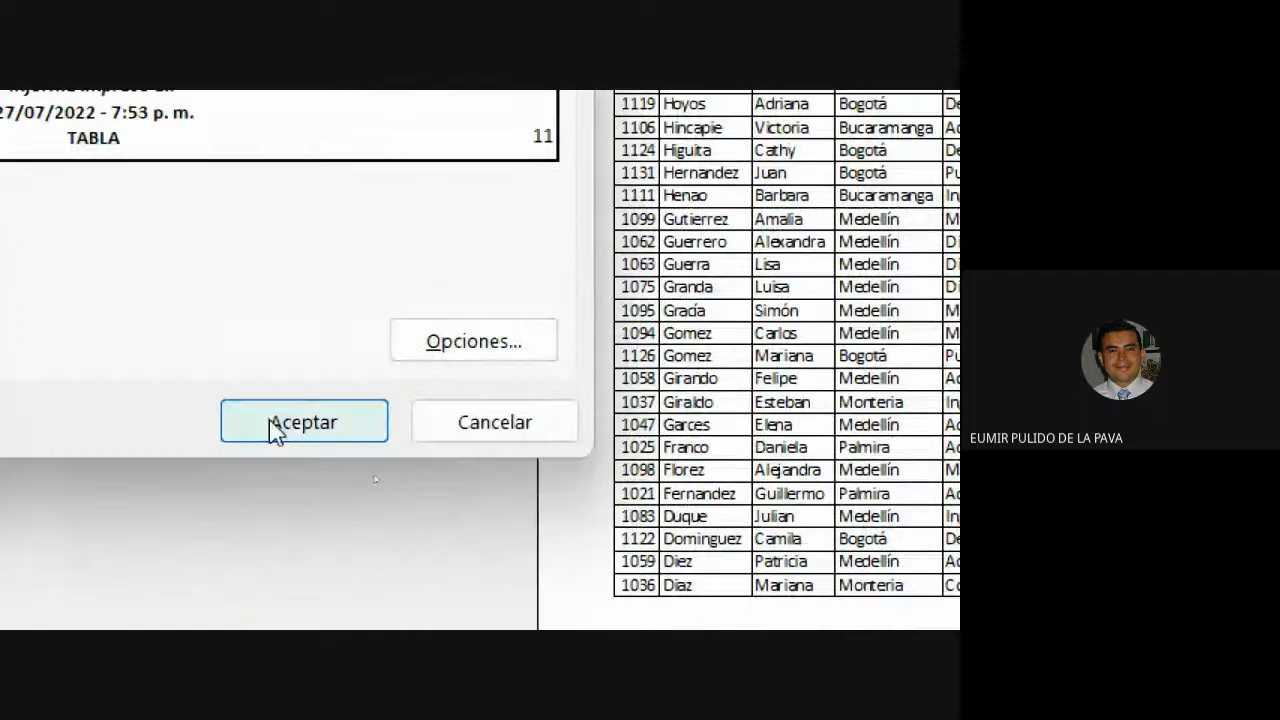 27/07/2022 - 7:53 p. m.
TABLA
11
Opciones...
Aceptar
Cancelar
1119 Hoyos Adriana Bogotá
1106 Hincapie Victoria Bucaramanga
1124 Higuita Cathy Bogotá
1131 Hernandez Juan Bogotá
1111 Henao Barbara Bucaramanga
1099 Gutierrez Amalia Medellín
1062 Guerrero Alexandra Medellín
1063 Guerra Lisa Medellín
1075 Granda Luisa Medellín
1095 Gracía Simón Medellín
1094 Gomez Carlos Medellín
1126 Gomez Mariana Bogotá
1058 Girando Felipe Medellín
1037 Giraldo Esteban Monteria
1047 Garces Elena Medellín
1025 Franco Daniela Palmira
1098 Florez Alejandra Medellín
1021 Fernandez Guillermo Palmira
1083 Duque Julian Medellín
1122 Dominguez Camila Bogotá
1059 Diez Patricia Medellín
1036 Diaz Mariana Monteria
EUMIR PULIDO DE LA PAVA